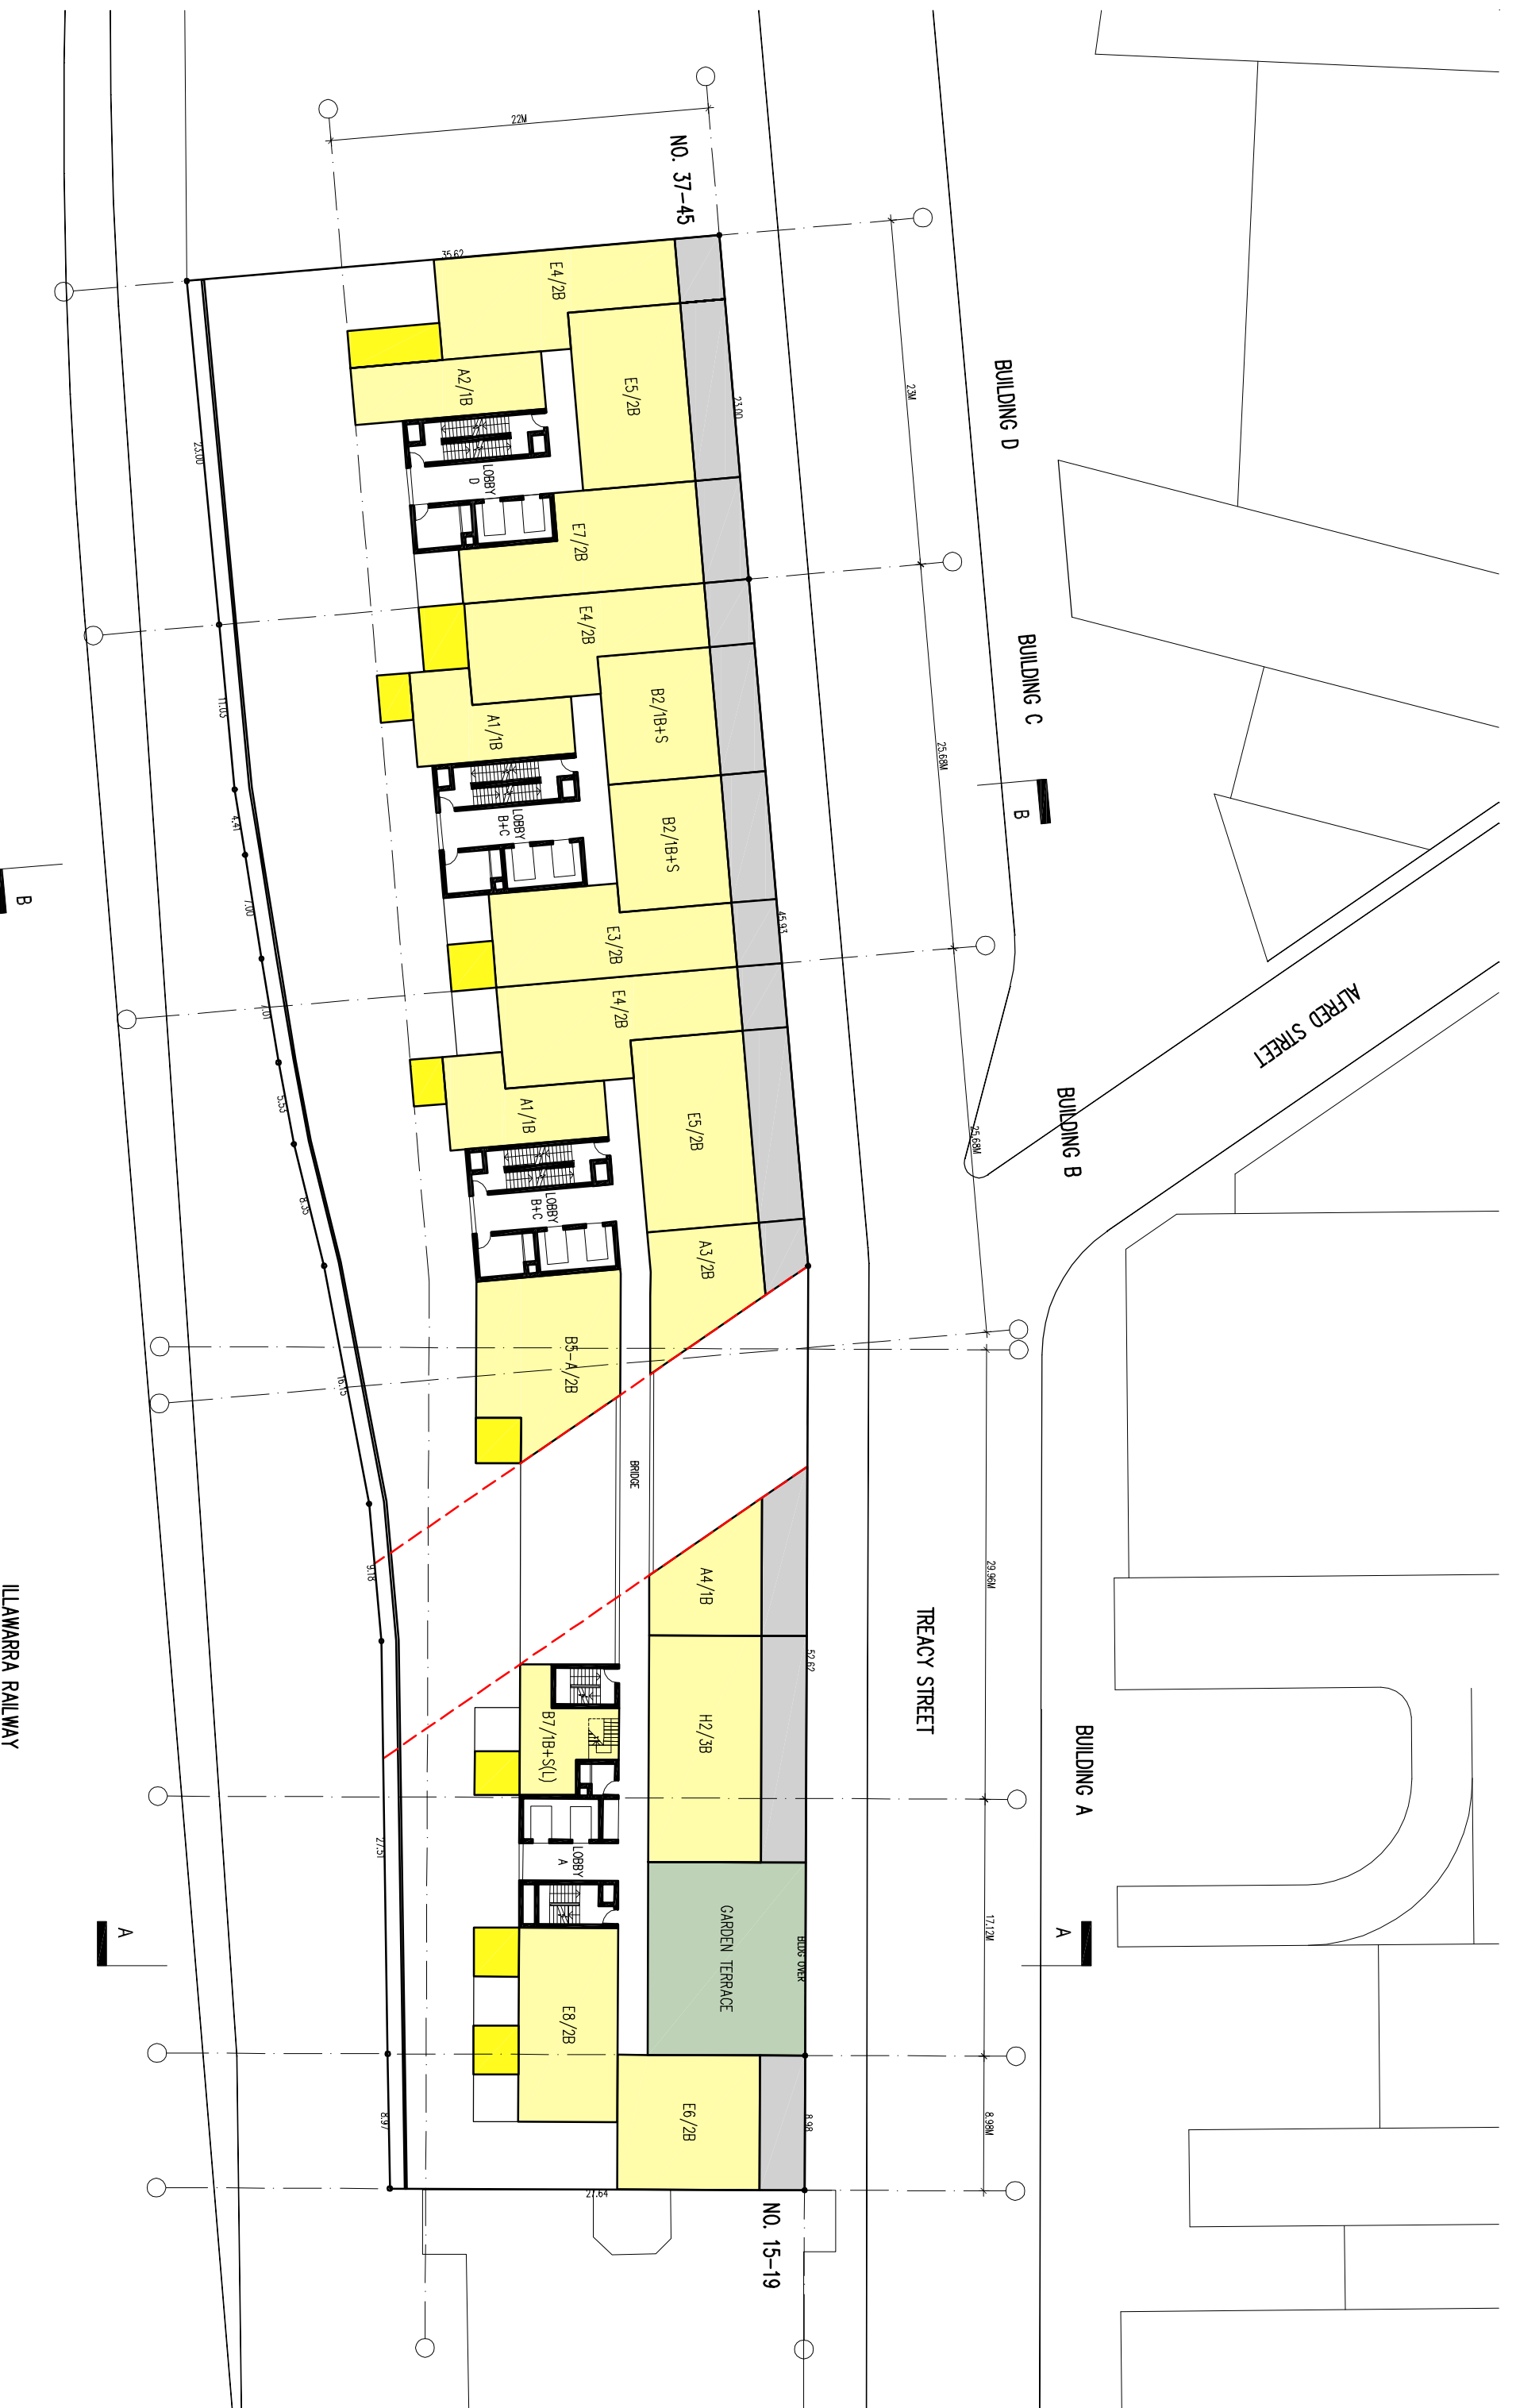 22M
NO. 37-45
35.62
E4/2B
A2/1B
E5/2B
23.00
23M
BUILDING D
23.00
LOBBY
D
E7/2B
E4/2B
11.03
A1/1B
B2/1B+S
25.68M
BUILDING C
B
4.41
LOBBY
B+C
B2/1B+S
B
7.00
E3/2B
45.93
7.01
E4/2B
ALFRED STREET
5.53
A1/1B
E5/2B
25.68M
BUILDING B
8.35
LOBBY
B+C
A3/2B
16.15
B5-A/2B
BRIDGE
9.18
A4/1B
29.96M
ILLAWARRA RAILWAY
TREACY STREET
52.62
B7/1B+S(L)
H2/3B
BUILDING A
27.51
LOBBY
A
A
GARDEN TERRACE
BLDG OVER
17.12M
A
E8/2B
8.97
E6/2B
8.98
8.98M
27.64
NO. 15-19